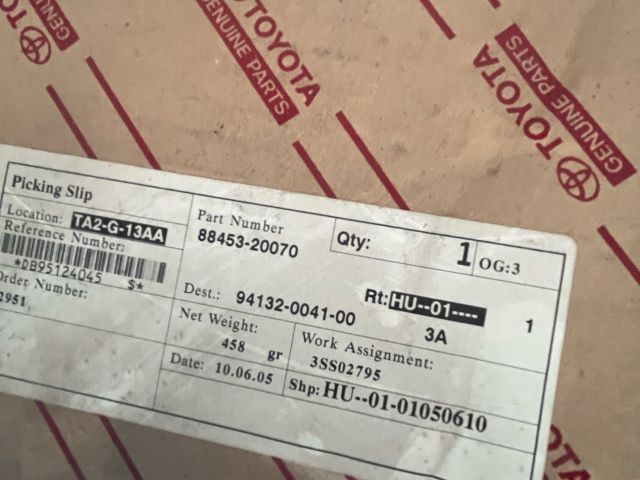 TOYOTA
GENUINE PARTS
TOYOTA
GENUINE PARTS
Picking Slip
Location: TA2-G-13AA
Reference Number:
*DB95124045 $*
Order Number:
2951
Part Number
88453-20070
Qty: 1
OG:3
Dest.: 94132-0041-00
Rt: HU--01----
3A
1
Net Weight:
458 gr
Work Assignment:
3SS02795
Date: 10.06.05
Shp: HU--01-01050610
OTA